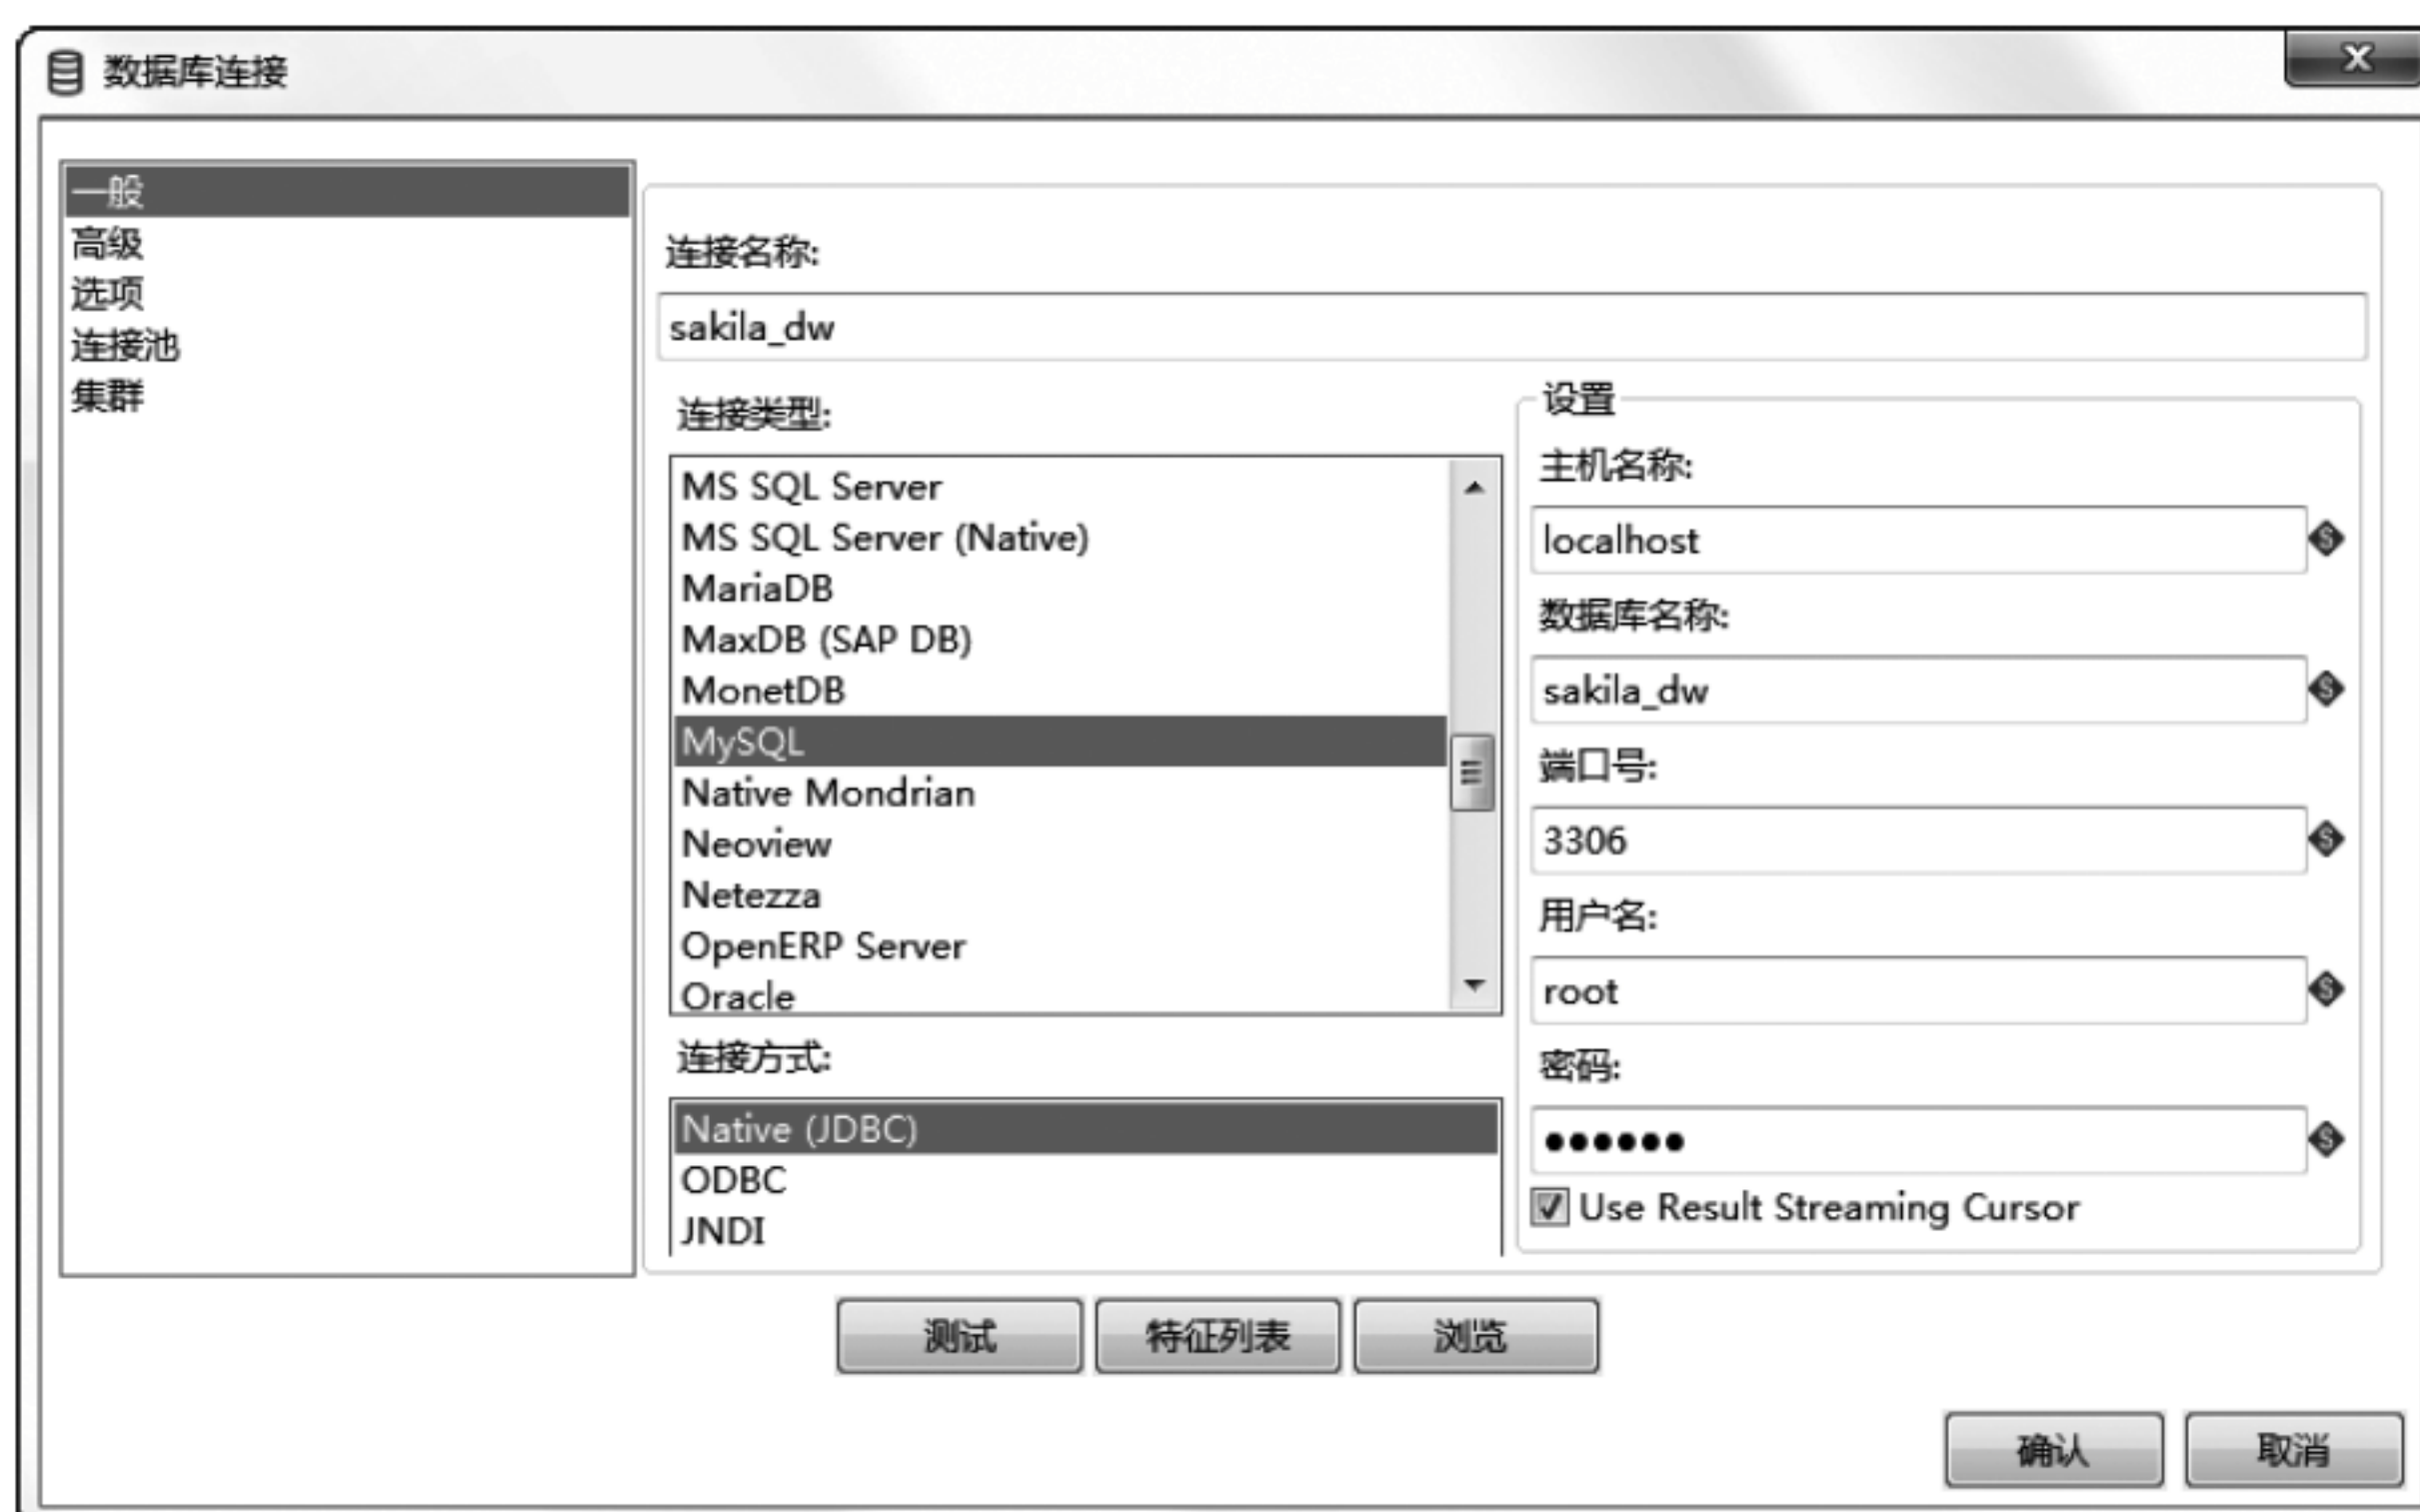 数据库连接
一般
高级
选项
连接池
集群
连接名称:
sakila_dw
连接类型:
MS SQL Server
MS SQL Server (Native)
MariaDB
MaxDB (SAP DB)
MonetDB
MySQL
Native Mondrian
Neoview
Netezza
OpenERP Server
Oracle
连接方式:
Native (JDBC)
ODBC
JNDI
设置
主机名称:
localhost
数据库名称:
sakila_dw
端口号:
3306
用户名:
root
密码:
●●●●●●
Use Result Streaming Cursor
测试
特征列表
浏览
确认
取消